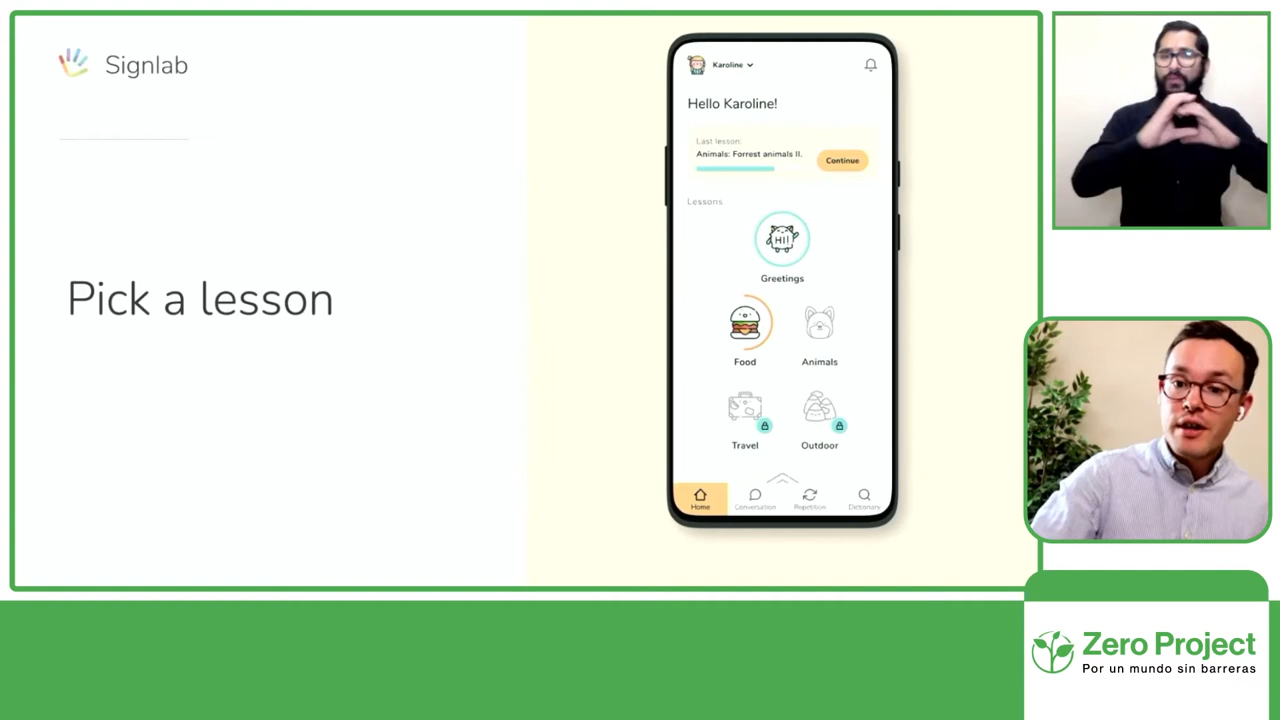 Signlab
Pick a lesson
Karoline
Hello Karoline!
Last lesson:
Animals: Forrest animals II.
Continue
Lessons
HI!
Greetings
Food
Animals
Travel
Outdoor
Home
Conversation
Repetition
Dictionary
Zero Project
Por un mundo sin barreras